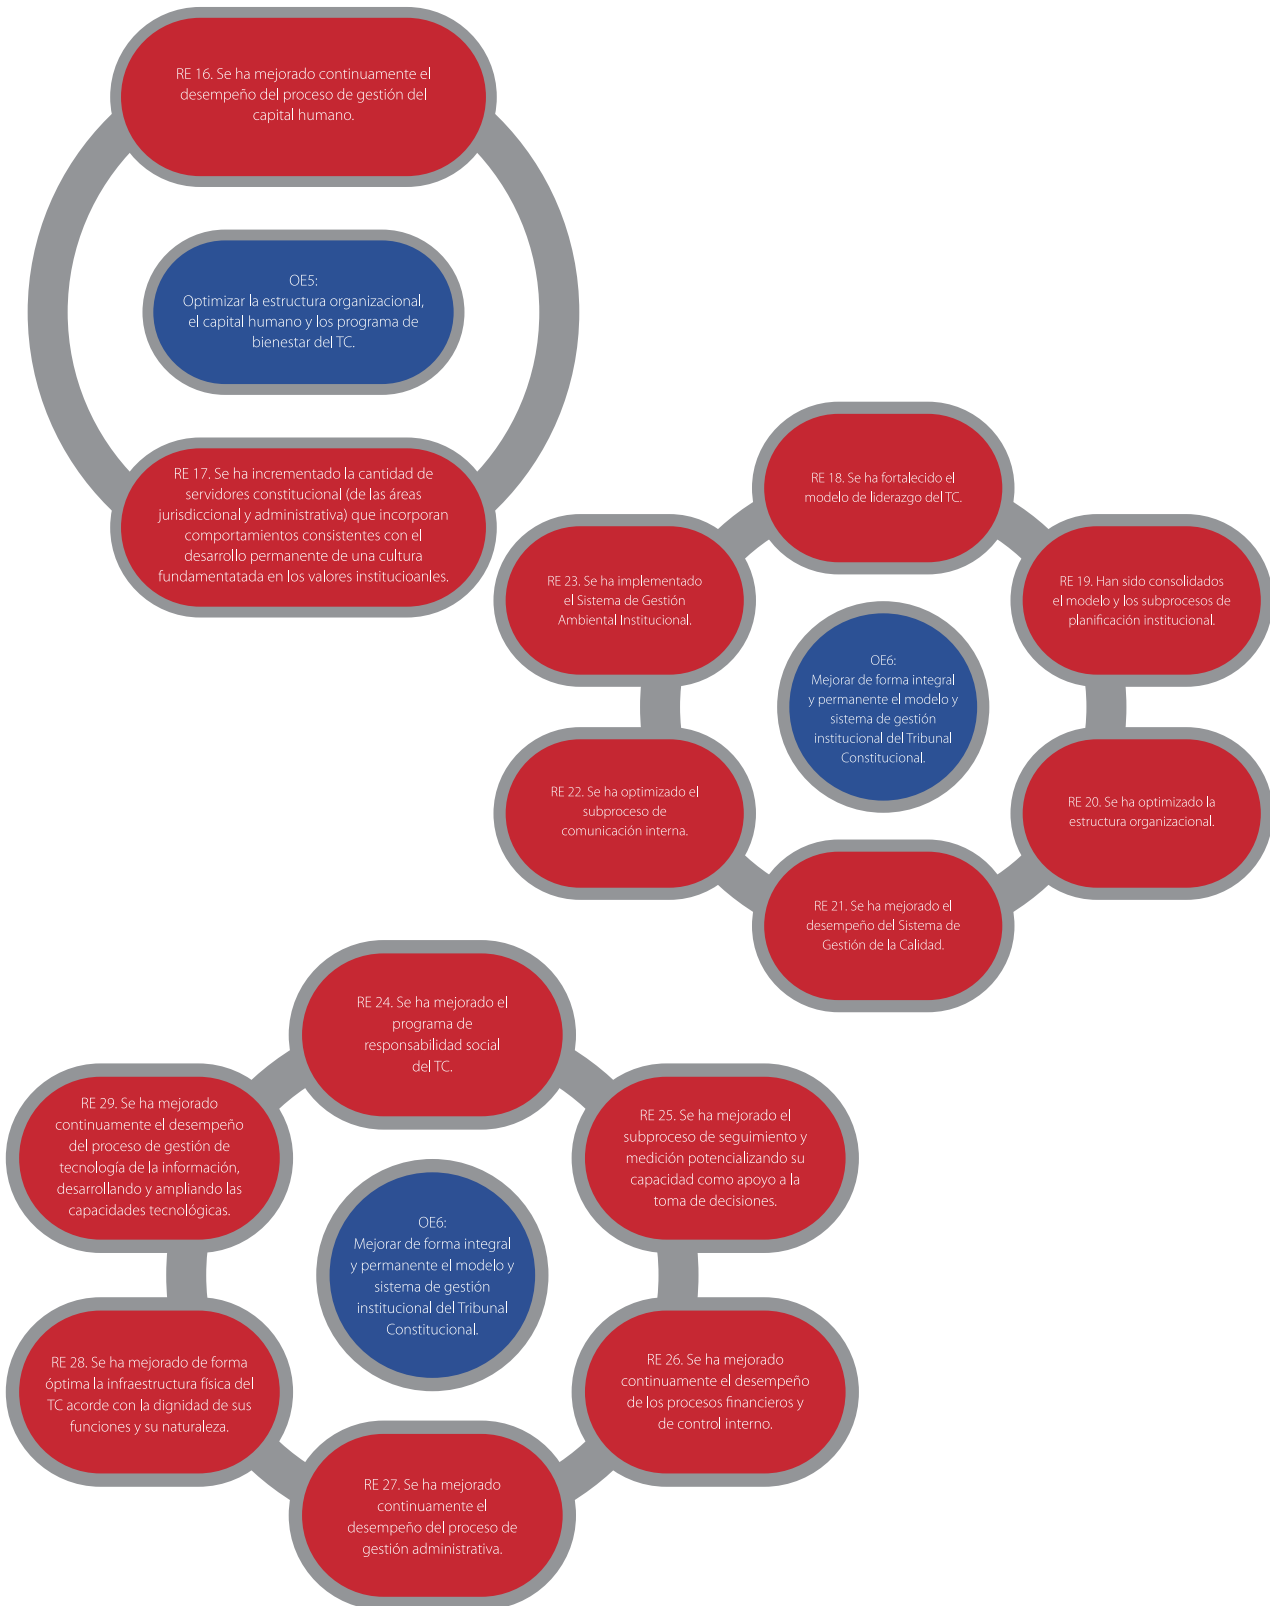 RE 16. Se ha mejorado continuamente el
desempeño del proceso de gestión del
capital humano.
OE5:
Optimizar la estructura organizacional,
el capital humano y los programa de
bienestar del TC.
RE 17. Se ha incrementado la cantidad de
servidores constitucional (de las áreas
jurisdiccional y administrativa) que incorporan
comportamientos consistentes con el
desarrollo permanente de una cultura
fundamentatada en los valores institucioanles.
RE 18. Se ha fortalecido el
modelo de liderazgo del TC.
RE 19. Han sido consolidados
el modelo y los subprocesos de
planificación institucional.
RE 20. Se ha optimizado la
estructura organizacional.
RE 21. Se ha mejorado el
desempeño del Sistema de
Gestión de la Calidad.
RE 22. Se ha optimizado el
subproceso de
comunicación interna.
RE 23. Se ha implementado
el Sistema de Gestión
Ambiental Institucional.
OE6:
Mejorar de forma integral
y permanente el modelo y
sistema de gestión
institucional del Tribunal
Constitucional.
RE 24. Se ha mejorado el
programa de
responsabilidad social
del TC.
RE 25. Se ha mejorado el
subproceso de seguimiento y
medición potencializando su
capacidad como apoyo a la
toma de decisiones.
RE 26. Se ha mejorado
continuamente el desempeño
de los procesos financieros y
de control interno.
RE 27. Se ha mejorado
continuamente el
desempeño del proceso de
gestión administrativa.
RE 28. Se ha mejorado de forma
óptima la infraestructura física del
TC acorde con la dignidad de sus
funciones y su naturaleza.
RE 29. Se ha mejorado
continuamente el desempeño
del proceso de gestión de
tecnología de la información,
desarrollando y ampliando las
capacidades tecnológicas.
OE6:
Mejorar de forma integral
y permanente el modelo y
sistema de gestión
institucional del Tribunal
Constitucional.